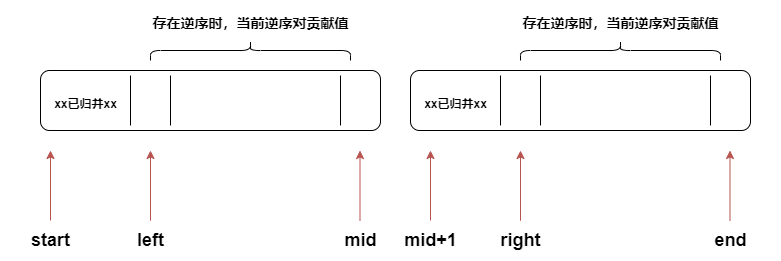 存在逆序时，当前逆序对贡献值
存在逆序时，当前逆序对贡献值
xx已归并xx
xx已归并xx
start
left
mid
mid+1
right
end